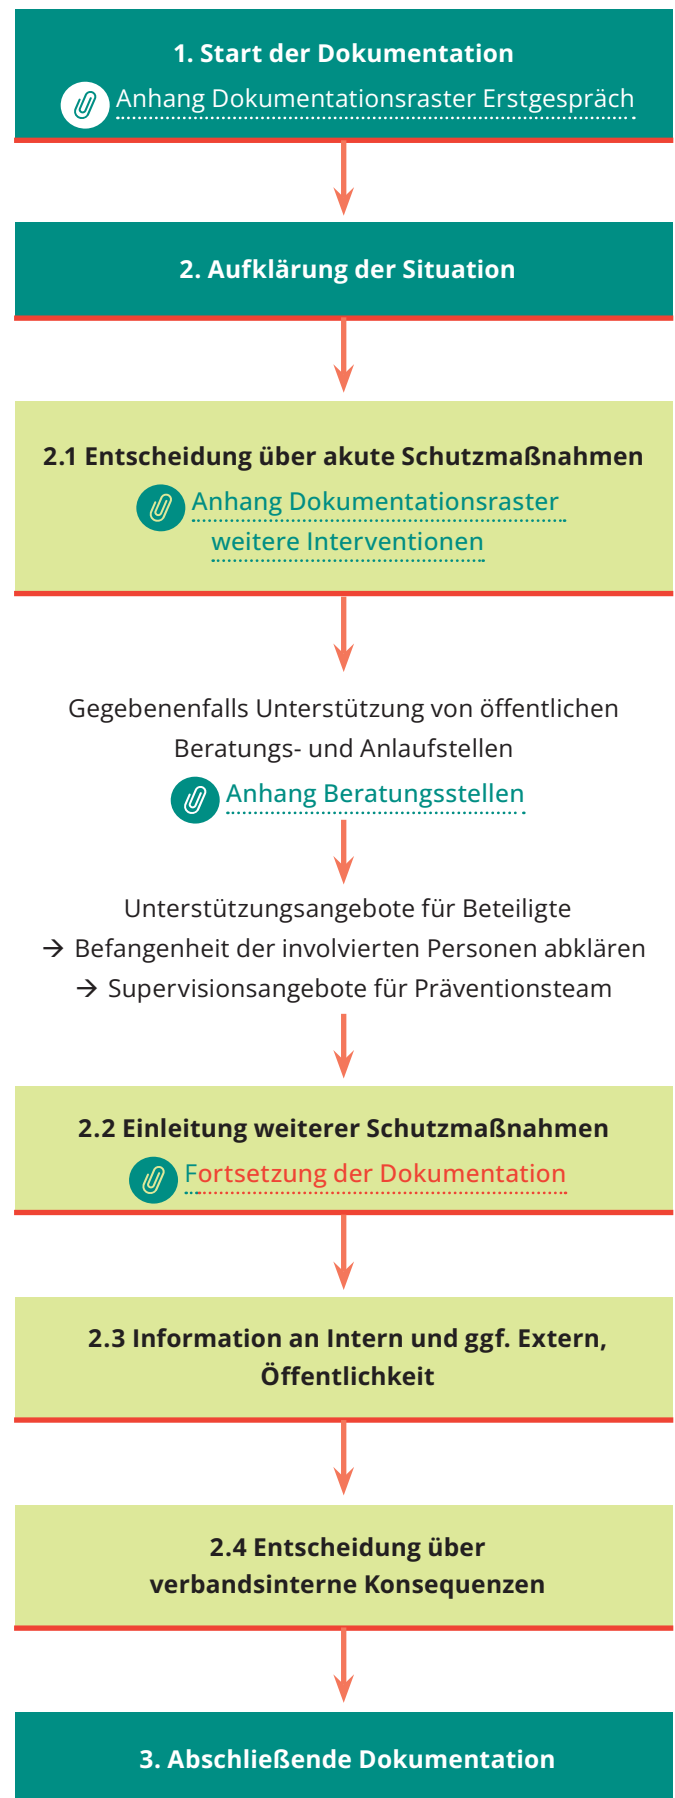 1. Start der Dokumentation
Anhang Dokumentationsraster Erstgespräch
2. Aufklärung der Situation
2.1 Entscheidung über akute Schutzmaßnahmen
Anhang Dokumentationsraster
weitere Interventionen
Gegebenenfalls Unterstützung von öffentlichen
Beratungs- und Anlaufstellen
Anhang Beratungsstellen
Unterstützungsangebote für Beteiligte
→ Befangenheit der involvierten Personen abklären
→ Supervisionsangebote für Präventionsteam
2.2 Einleitung weiterer Schutzmaßnahmen
Fortsetzung der Dokumentation
2.3 Information an Intern und ggf. Extern,
Öffentlichkeit
2.4 Entscheidung über
verbandsinterne Konsequenzen
3. Abschließende Dokumentation